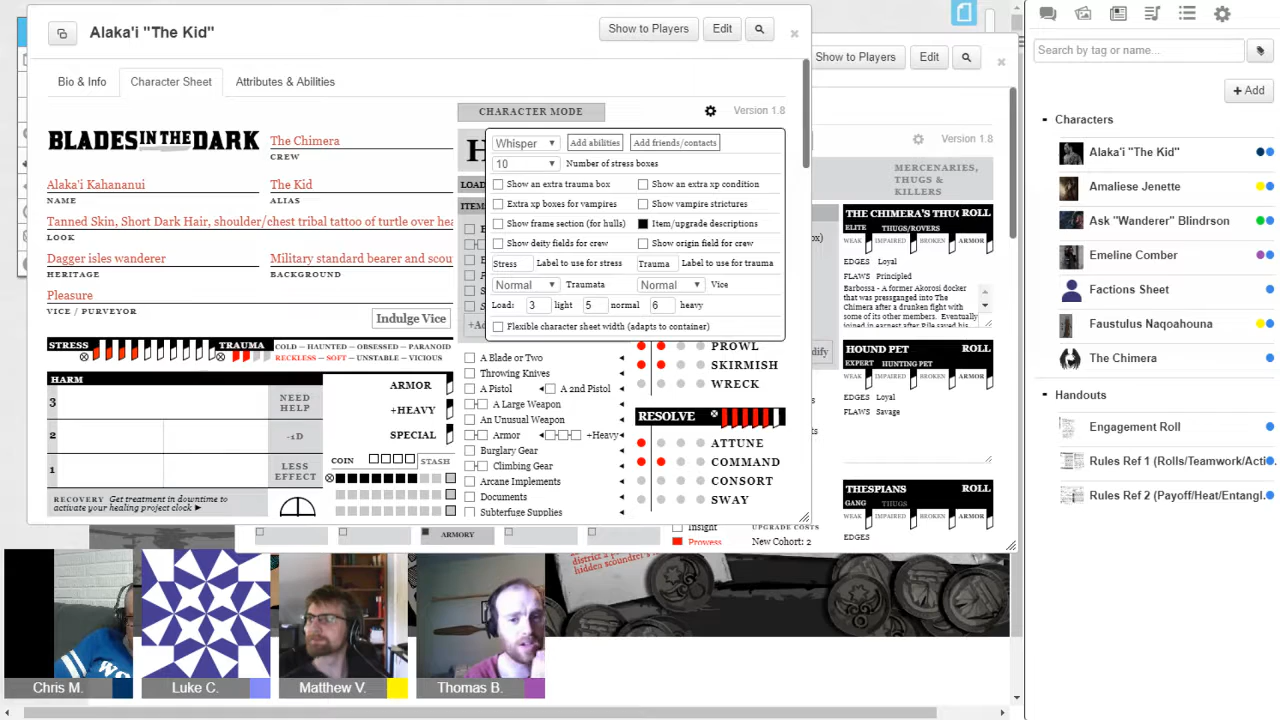 Alaka'i "The Kid"
Show to Players
Edit
Bio & Info
Character Sheet
Attributes & Abilities
CHARACTER MODE
Version 1.8
BLADES IN THE DARK
The Chimera
CREW
Alaka'i Kahananui
NAME
The Kid
ALIAS
Tanned Skin, Short Dark Hair, shoulder/chest tribal tattoo of turtle over hea
LOOK
Dagger isles wanderer
HERITAGE
Military standard bearer and scou
BACKGROUND
Pleasure
VICE / PURVEYOR
Indulge Vice
STRESS
TRAUMA
COLD — HAUNTED — OBSESSED — PARANOID
RECKLESS — SOFT — UNSTABLE — VICIOUS
HARM
3
NEED HELP
2
-1D
1
LESS EFFECT
ARMOR
+HEAVY
SPECIAL
COIN
STASH
RECOVERY Get treatment in downtime to
activate your healing project clock ▶
H
LOAD
ITEMS
Whisper
Add abilities
Add friends/contacts
10
Number of stress boxes
Show an extra trauma box
Show an extra xp condition
Extra xp boxes for vampires
Show vampire strictures
Show frame section (for hulls)
Item/upgrade descriptions
Show deity fields for crew
Show origin field for crew
Stress
Label to use for stress
Trauma
Label to use for trauma
Normal
Traumata
Normal
Vice
Load:
3
light
5
normal
6
heavy
Flexible character sheet width (adapts to container)
A Blade or Two
Throwing Knives
A Pistol
A 2nd Pistol
A Large Weapon
An Unusual Weapon
Armor
+Heavy
Burglary Gear
Climbing Gear
Arcane Implements
Documents
Subterfuge Supplies
PROWL
SKIRMISH
WRECK
RESOLVE
ATTUNE
COMMAND
CONSORT
SWAY
Show to Players
Edit
Version 1.8
MERCENARIES,
THUGS &
KILLERS
THE CHIMERA'S THU
ROLL
ELITE
THUGS/ROVERS
WEAK
IMPAIRED
BROKEN
ARMOR
EDGES
Loyal
FLAWS
Principled
Barbossa - A former Akorosi docker
that was pressganged into The
Chimera after a drunken fight with
some of its other members. Eventually
HOUND PET
ROLL
EXPERT
HUNTING PET
WEAK
IMPAIRED
BROKEN
ARMOR
EDGES
Loyal
FLAWS
Savage
THESPIANS
ROLL
GANG
THUGS
WEAK
IMPAIRED
BROKEN
ARMOR
EDGES
ARMORY
Insight
Prowess
UPGRADE COSTS
New Cohort: 2
Chris M.
Luke C.
Matthew V.
Thomas B.
Search by tag or name...
+ Add
Characters
Alaka'i "The Kid"
Amaliese Jenette
Ask "Wanderer" Blindrson
Emeline Comber
Factions Sheet
Faustulus Naqoahouna
The Chimera
Handouts
Engagement Roll
Rules Ref 1 (Rolls/Teamwork/Acti...
Rules Ref 2 (Payoff/Heat/Entangl...